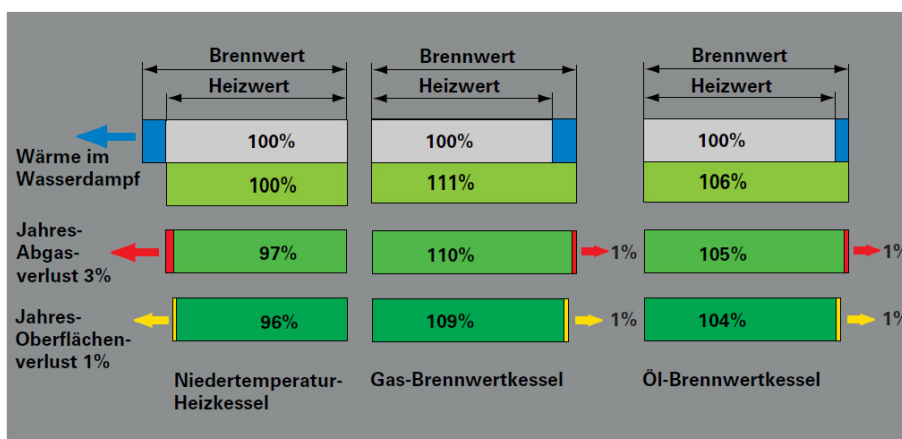 Brennwert
Heizwert
Brennwert
Heizwert
Brennwert
Heizwert
Wärme im
Wasserdampf
100%
100%
100%
100%
111%
106%
Jahres-
Abgas-
verlust 3%
97%
110%
1%
105%
1%
Jahres-
Oberflächen-
verlust 1%
96%
109%
1%
104%
1%
Niedertemperatur-
Heizkessel
Gas-Brennwertkessel
Öl-Brennwertkessel